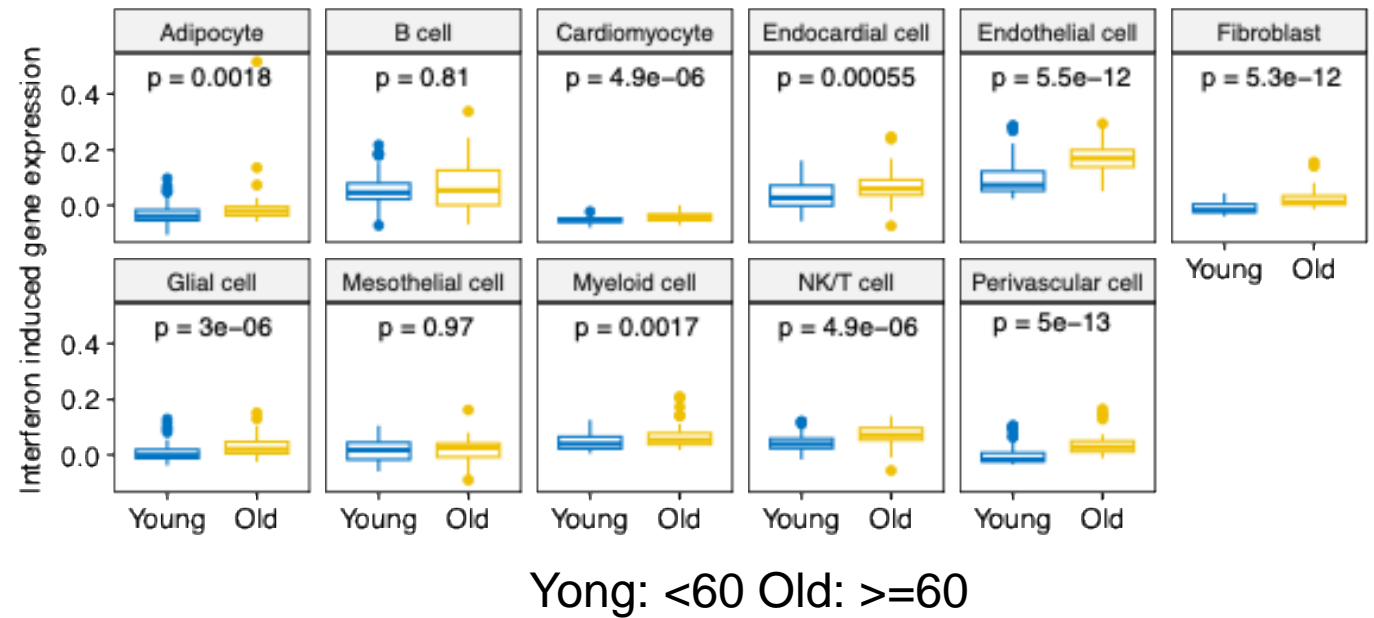 Interferon induced gene expression
Adipocyte B cell Cardiomyocyte Endocardial cell Endothelial cell Fibroblast
p = 0.0018 p = 0.81 p = 4.9e−06 p = 0.00055 p = 5.5e−12 p = 5.3e−12
0.4
0.2
0.0
Young Old
Glial cell Mesothelial cell Myeloid cell NK/T cell Perivascular cell
p = 3e−06 p = 0.97 p = 0.0017 p = 4.9e−06 p = 5e−13
0.4
0.2
0.0
Young Old Young Old Young Old Young Old Young Old
Yong: <60 Old: >=60